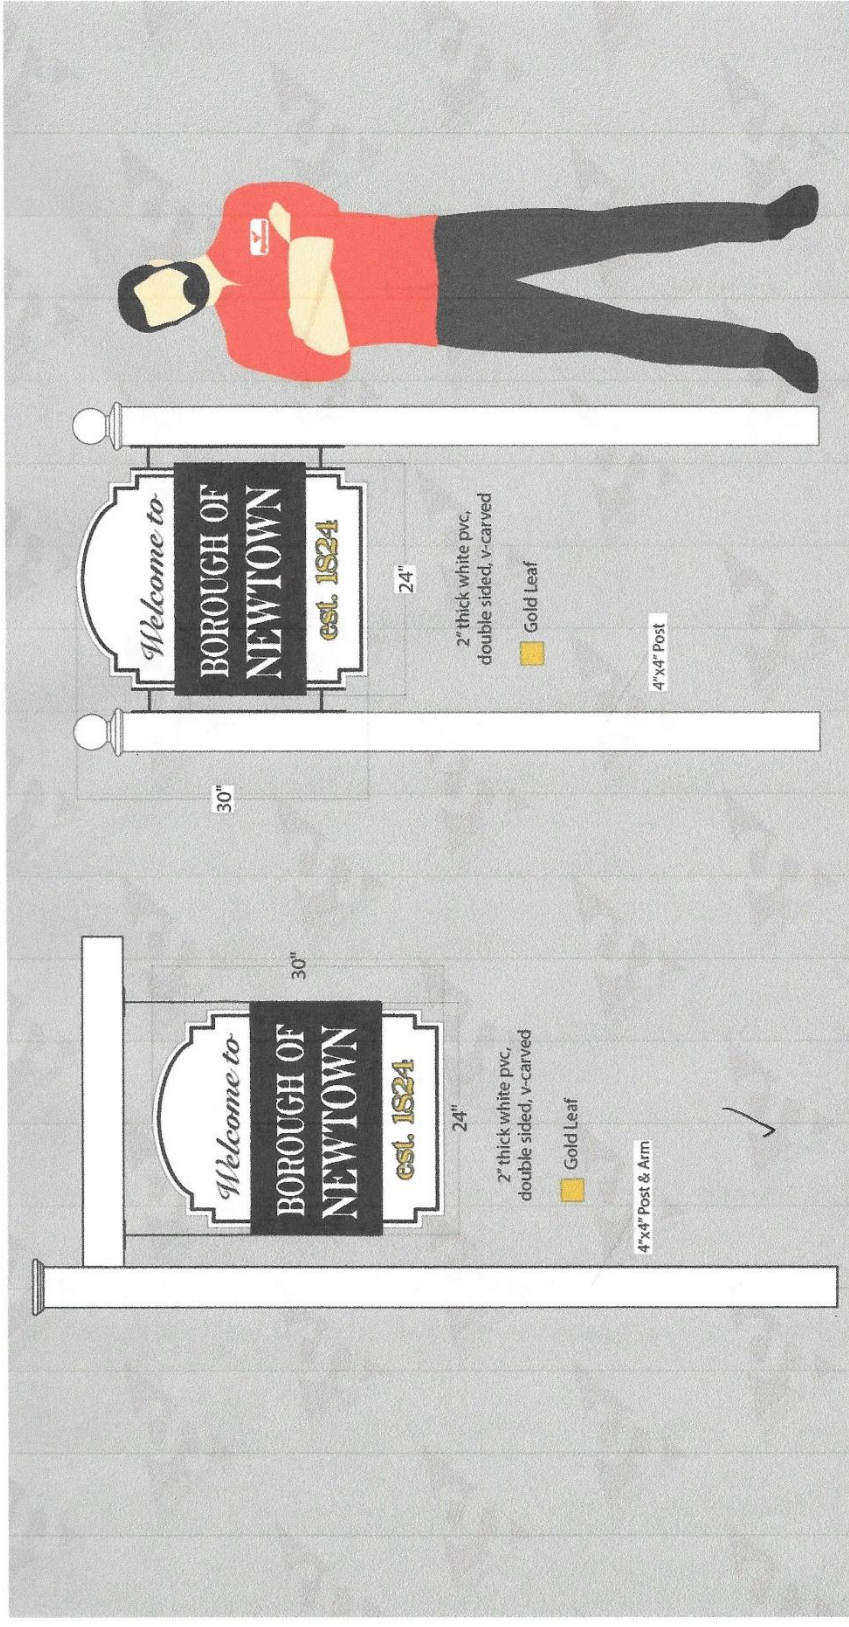 Welcome to
BOROUGH OF
NEWTOWN
est. 1824
30"
24"
2" thick white pvc,
double sided, v-carved
Gold Leaf
4"x4" Post & Arm
30"
Welcome to
BOROUGH OF
NEWTOWN
est. 1824
24"
2" thick white pvc,
double sided, v-carved
Gold Leaf
4"x4" Post